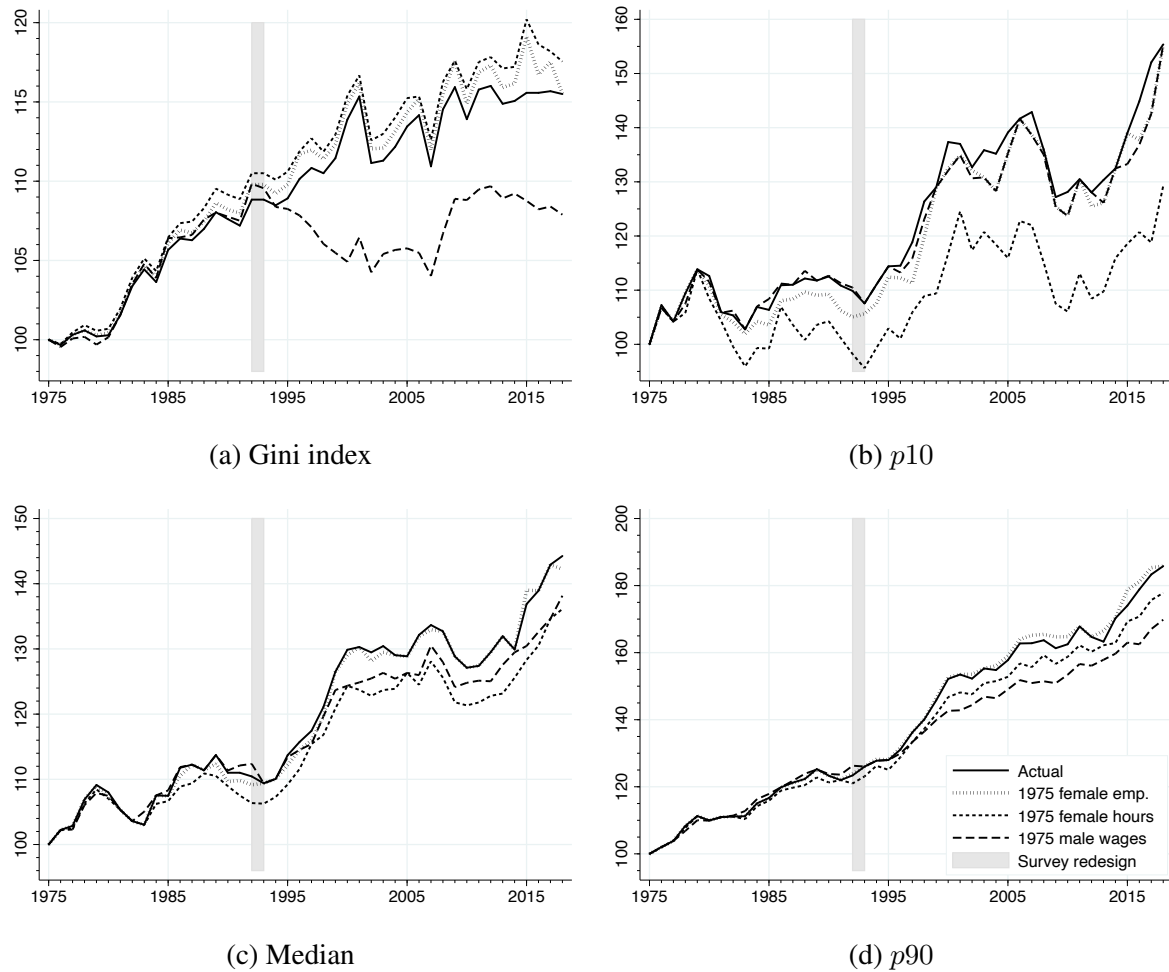 120
115
110
105
100
1975 1985 1995 2005 2015
(a) Gini index
160
150
140
130
120
110
100
1975 1985 1995 2005 2015
(b) p10
150
140
130
120
110
100
1975 1985 1995 2005 2015
(c) Median
200
180
160
140
120
100
1975 1985 1995 2005 2015
Actual
1975 female emp.
1975 female hours
1975 male wages
Survey redesign
(d) p90